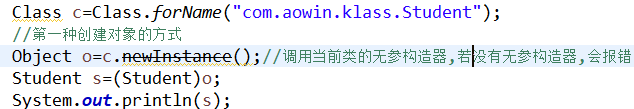 Class c=Class.forName("com.aowin.klass.Student");
//第一种创建对象的方式
Object o=c.newInstance();//调用当前类的无参构造器,若没有无参构造器,会报错
Student s=(Student)o;
System.out.println(s);